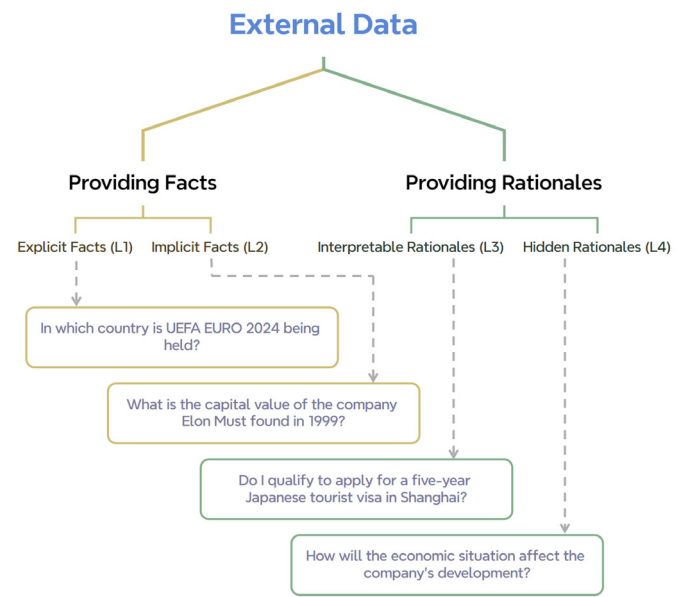 External Data
Providing Facts
Providing Rationales
Explicit Facts (L1)
Implicit Facts (L2)
Interpretable Rationales (L3)
Hidden Rationales (L4)
In which country is UEFA EURO 2024 being
held?
What is the capital value of the company
Elon Must found in 1999?
Do I qualify to apply for a five-year
Japanese tourist visa in Shanghai?
How will the economic situation affect the
company's development?